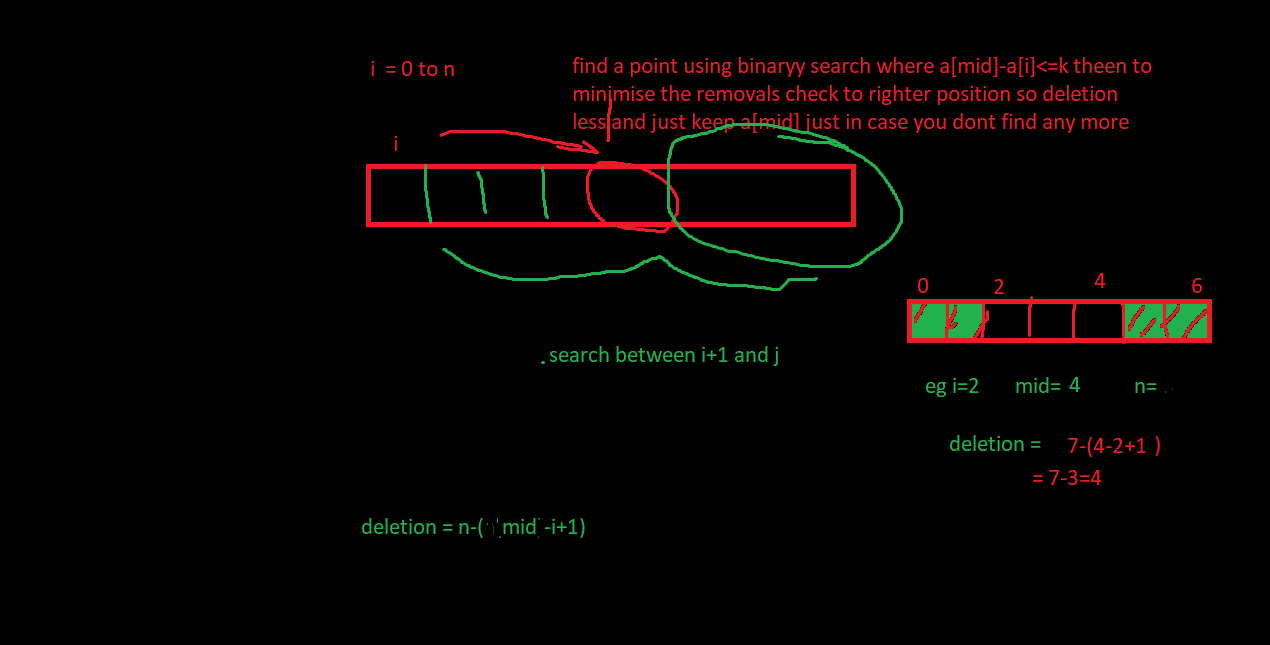 i = 0 to n
find a point using binaryy search where a[mid]-a[i]<=k theen to
minimise the removals check to righter position so deletion
less and just keep a[mid] just in case you dont find any more
i
0 2 4 6
.search between i+1 and j
eg i=2 mid= 4 n=
deletion = 7-(4-2+1 )
= 7-3=4
deletion = n-( mid -i+1)